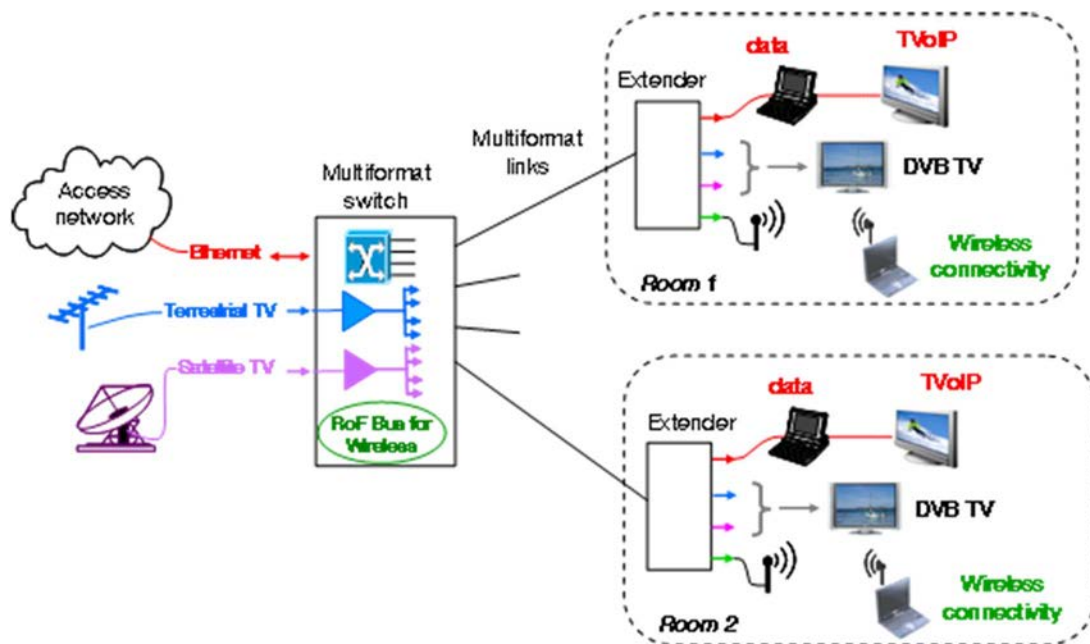 data
TVoIP
Extender
Multiformat
links
DVB TV
Multiformat
switch
Access
network
Ethernet
Wireless
connectivity
Room 1
Terrestrial TV
Satellite TV
data
TVoIP
RoF Bus for
Wireless
Extender
DVB TV
Wireless
connectivity
Room 2